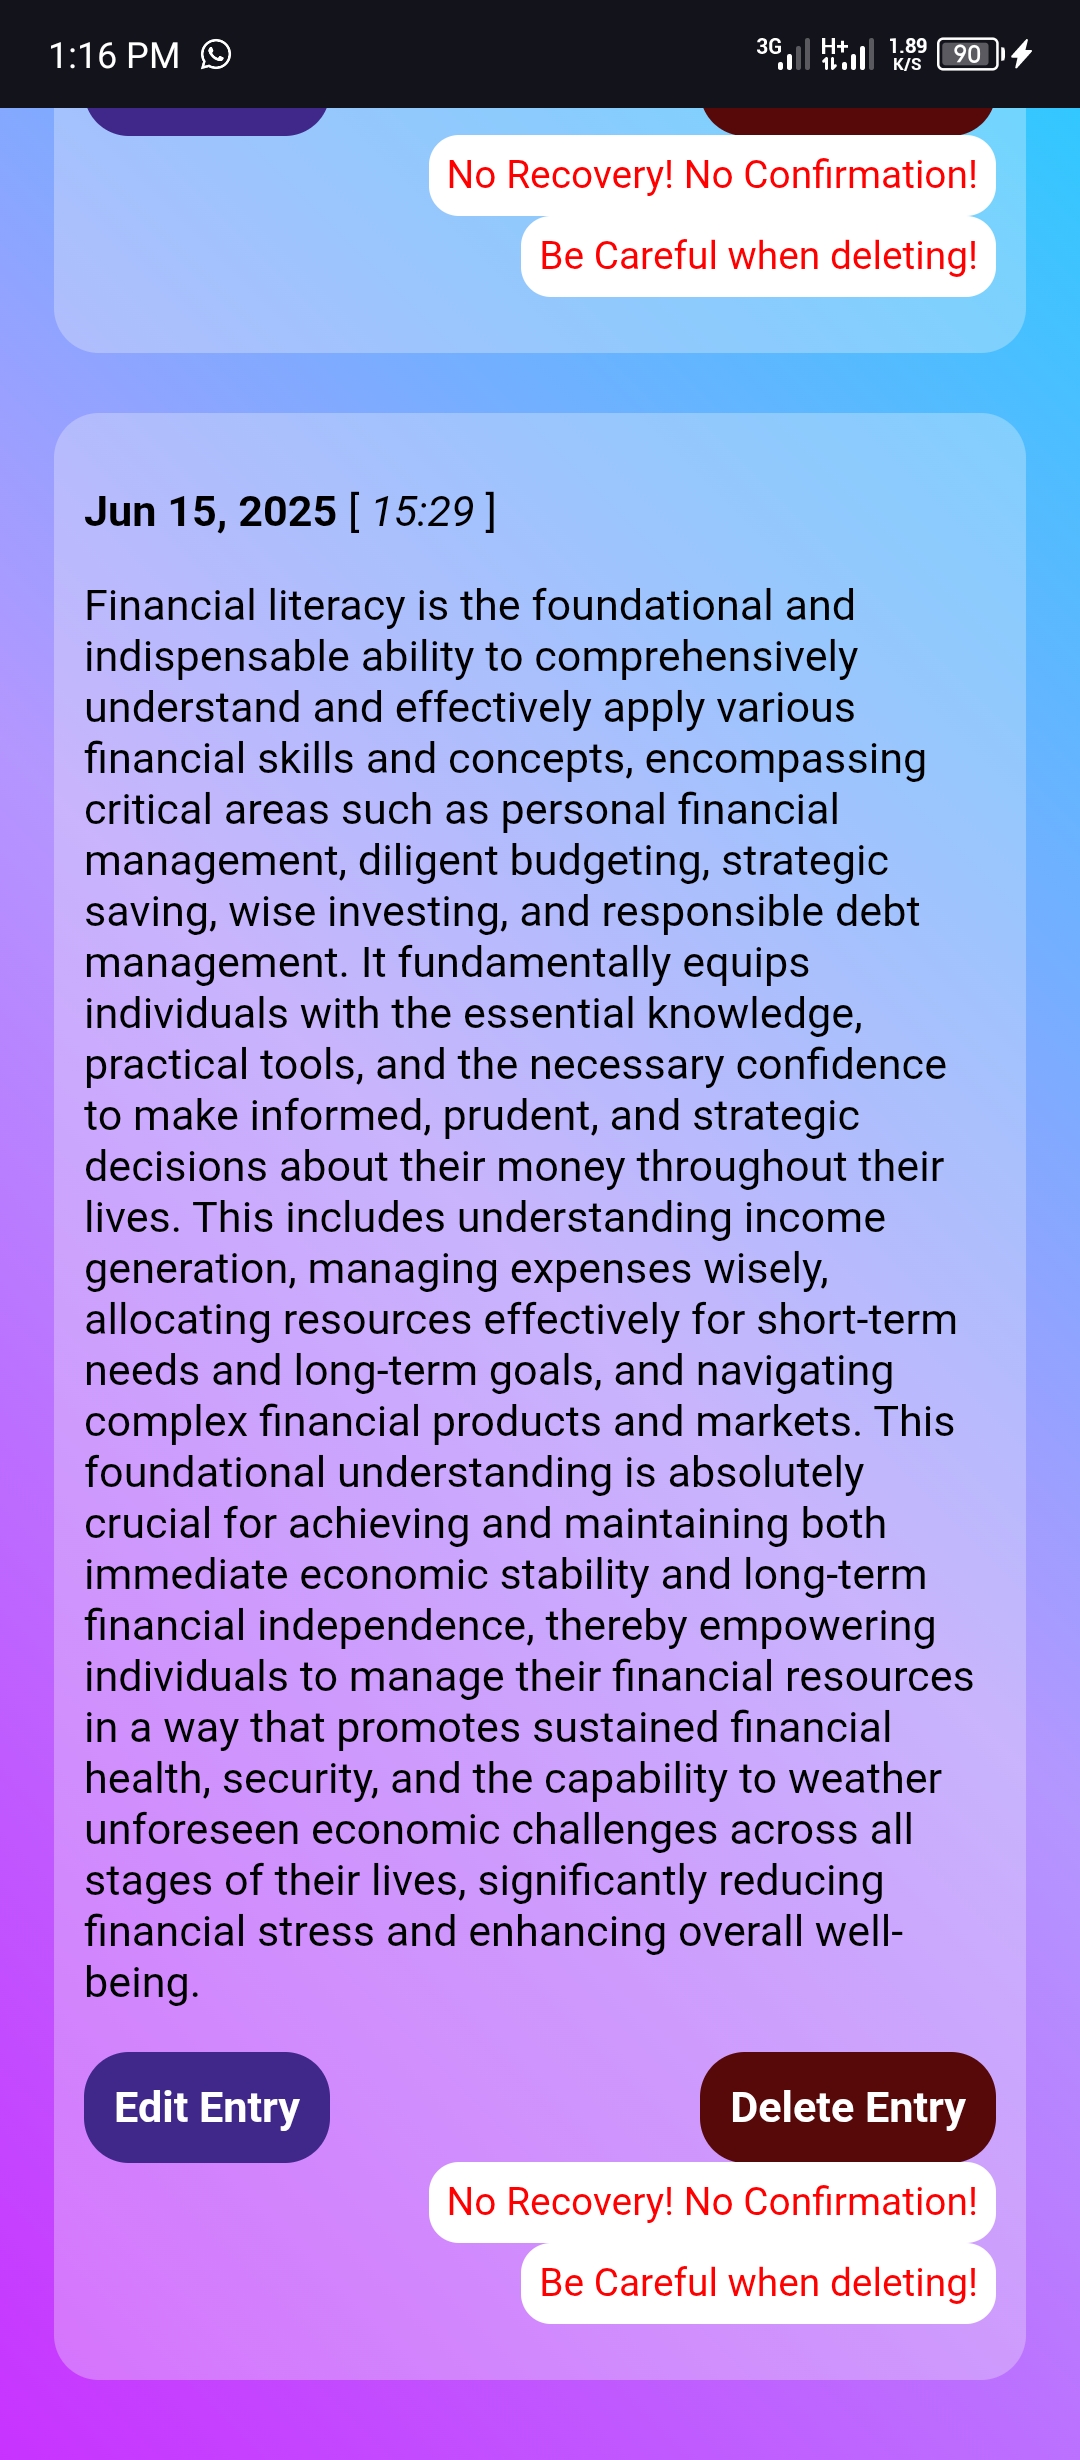 1:16 PM 3G H+ 1.89 K/S 90
No Recovery! No Confirmation!
Be Careful when deleting!
Jun 15, 2025 [ 15:29 ]
Financial literacy is the foundational and
indispensable ability to comprehensively
understand and effectively apply various
financial skills and concepts, encompassing
critical areas such as personal financial
management, diligent budgeting, strategic
saving, wise investing, and responsible debt
management. It fundamentally equips
individuals with the essential knowledge,
practical tools, and the necessary confidence
to make informed, prudent, and strategic
decisions about their money throughout their
lives. This includes understanding income
generation, managing expenses wisely,
allocating resources effectively for short-term
needs and long-term goals, and navigating
complex financial products and markets. This
foundational understanding is absolutely
crucial for achieving and maintaining both
immediate economic stability and long-term
financial independence, thereby empowering
individuals to manage their financial resources
in a way that promotes sustained financial
health, security, and the capability to weather
unforeseen economic challenges across all
stages of their lives, significantly reducing
financial stress and enhancing overall well-
being.
Edit Entry Delete Entry
No Recovery! No Confirmation!
Be Careful when deleting!